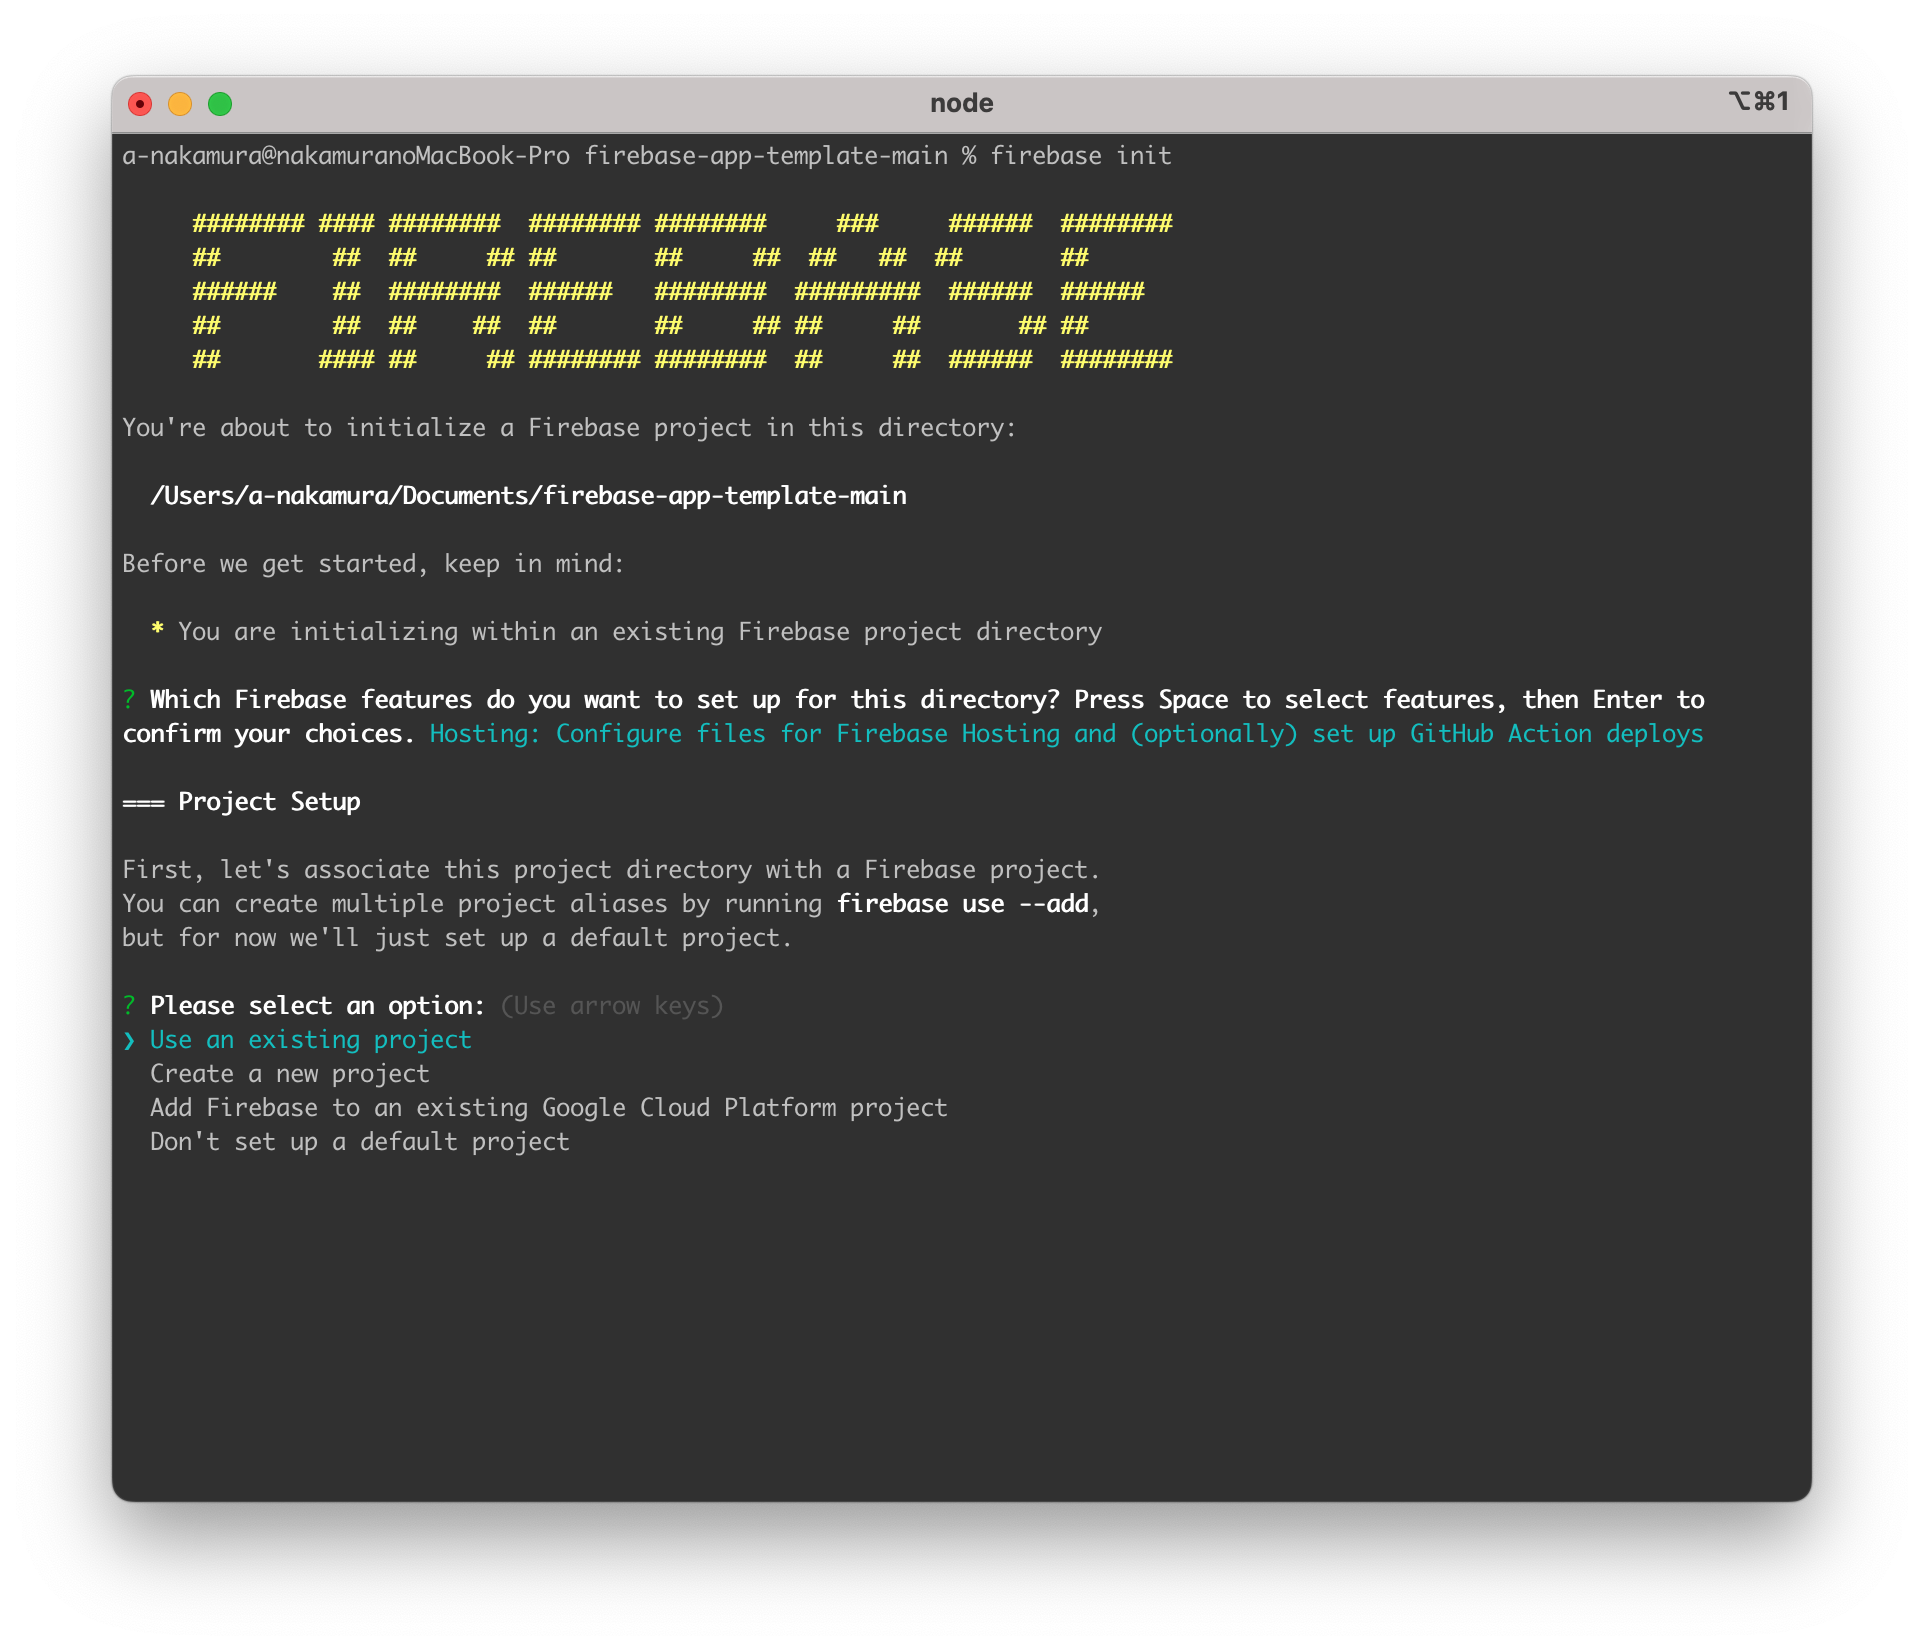 node
⌥⌘1
a-nakamura@nakamuranoMacBook-Pro firebase-app-template-main % firebase init
     ######## #### ########  ######## ########     ###     ######  ########
     ##        ##  ##     ## ##       ##     ##  ##   ##  ##       ##
     ######    ##  ########  ######   ########  #########  ######  ######
     ##        ##  ##    ##  ##       ##     ## ##     ##       ## ##
     ##       #### ##     ## ######## ########  ##     ##  ######  ########
You're about to initialize a Firebase project in this directory:
/Users/a-nakamura/Documents/firebase-app-template-main
Before we get started, keep in mind:
* You are initializing within an existing Firebase project directory
? Which Firebase features do you want to set up for this directory? Press Space to select features, then Enter to
confirm your choices. Hosting: Configure files for Firebase Hosting and (optionally) set up GitHub Action deploys
=== Project Setup
First, let's associate this project directory with a Firebase project.
You can create multiple project aliases by running firebase use --add,
but for now we'll just set up a default project.
? Please select an option: (Use arrow keys)
❯ Use an existing project
Create a new project
Add Firebase to an existing Google Cloud Platform project
Don't set up a default project